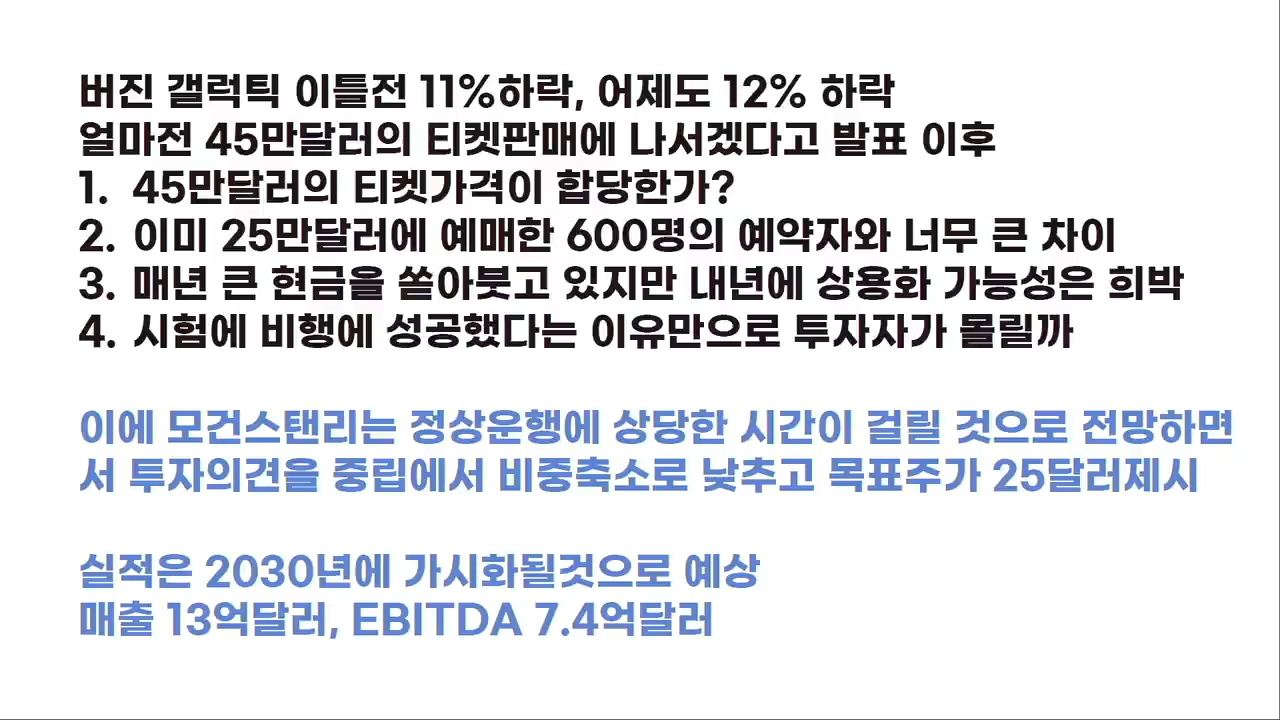 버진 갤럭틱 이틀전 11%하락, 어제도 12% 하락
얼마전 45만달러의 티켓판매에 나서겠다고 발표 이후
1. 45만달러의 티켓가격이 합당한가?
2. 이미 25만달러에 예매한 600명의 예약자와 너무 큰 차이
3. 매년 큰 현금을 쏟아붓고 있지만 내년에 상용화 가능성은 희박
4. 시험에 비행에 성공했다는 이유만으로 투자자가 몰릴까
이에 모건스탠리는 정상운행에 상당한 시간이 걸릴 것으로 전망하면
서 투자의견을 중립에서 비중축소로 낮추고 목표주가 25달러제시
실적은 2030년에 가시화될것으로 예상
매출 13억달러, EBITDA 7.4억달러